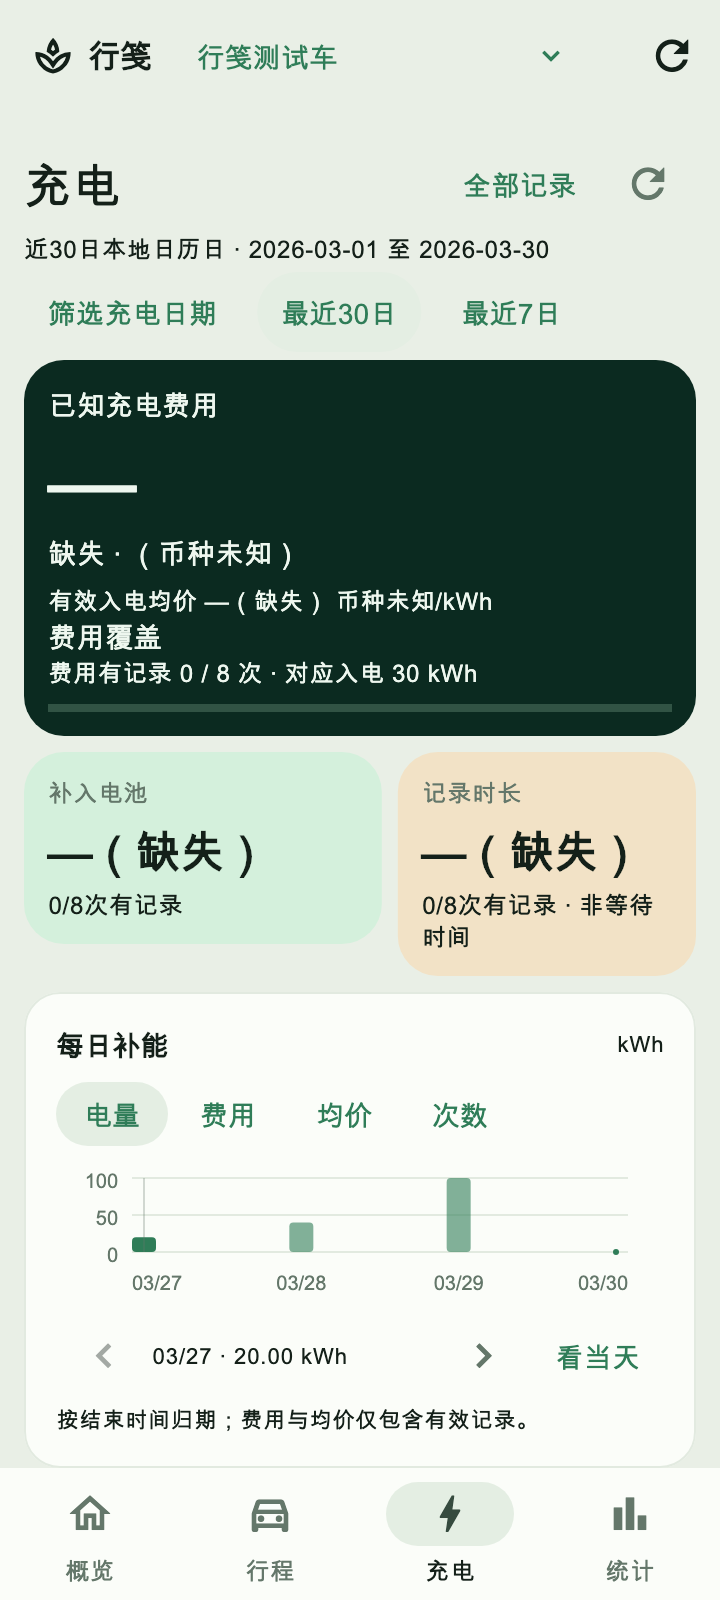 行笺 行笺测试车
充电 全部记录
近30日本地日历日 · 2026-03-01 至 2026-03-30
筛选充电日期 最近30日 最近7日
已知充电费用
—
缺失 ·（币种未知）
有效入电均价 —（缺失） 币种未知/kWh
费用覆盖
费用有记录 0 / 8 次 · 对应入电 30 kWh
补入电池
—（缺失）
0/8次有记录
记录时长
—（缺失）
0/8次有记录 · 非等待
时间
每日补能 kWh
电量 费用 均价 次数
100
50
0
03/27 03/28 03/29 03/30
03/27 · 20.00 kWh 看当天
按结束时间归期；费用与均价仅包含有效记录。
概览 行程 充电 统计